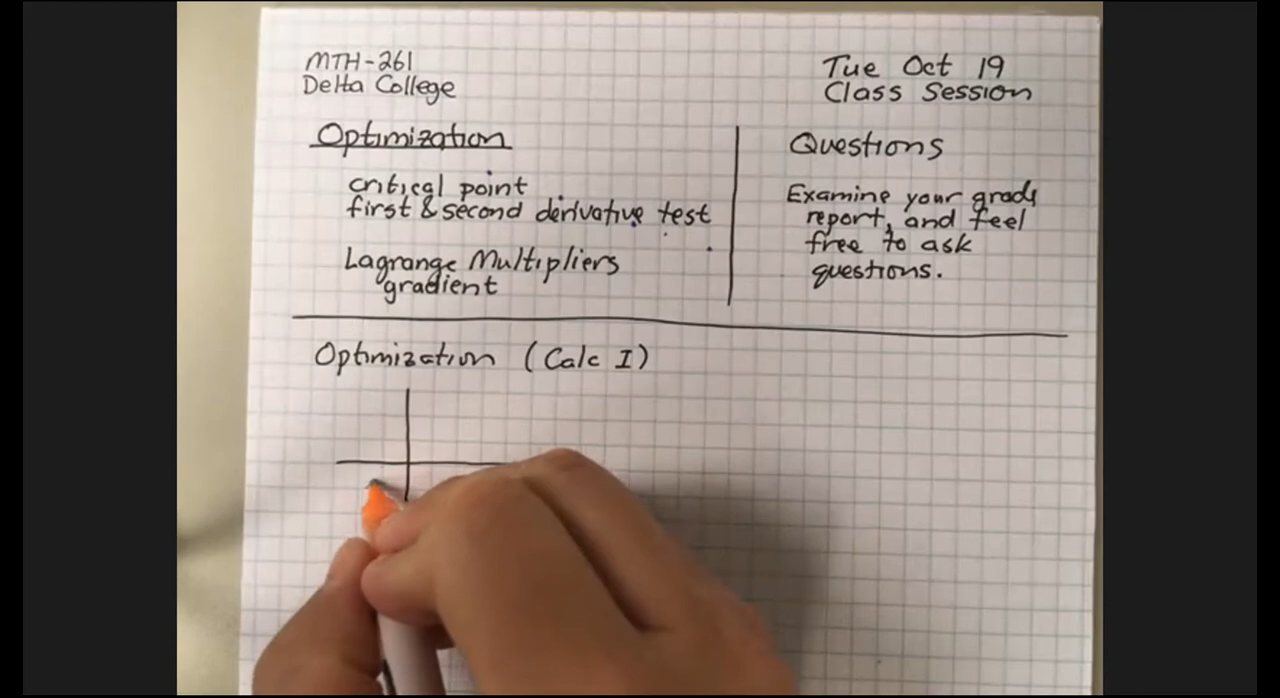 MTH-261
Delta College
Tue Oct 19
Class Session
Optimization
critical point
first & second derivative test
Lagrange Multipliers
gradient
Questions
Examine your grade
report, and feel
free to ask
questions.
Optimization (Calc I)